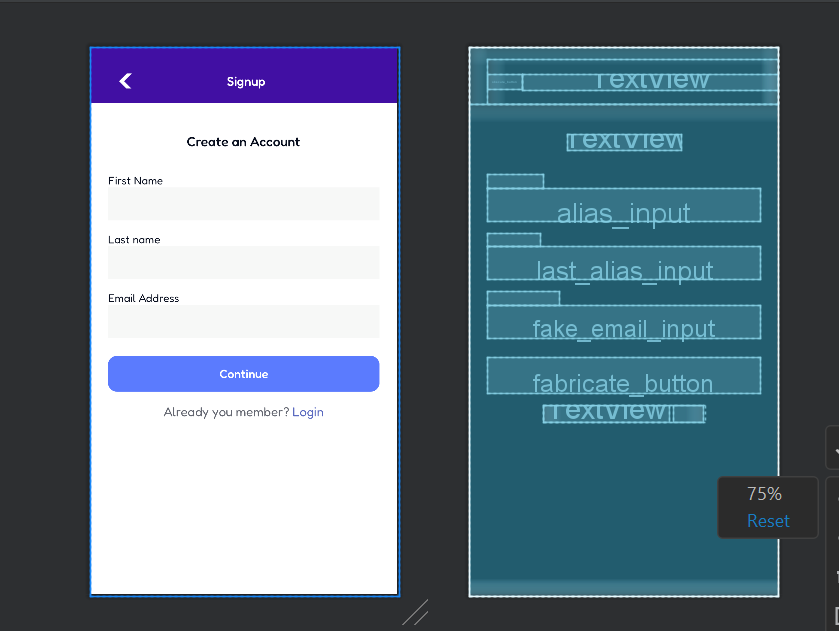 Signup
Create an Account
First Name
Last name
Email Address
Continue
Already you member? Login
TextView
TextView
alias_input
last_alias_input
fake_email_input
fabricate_button
TextView
75%
Reset